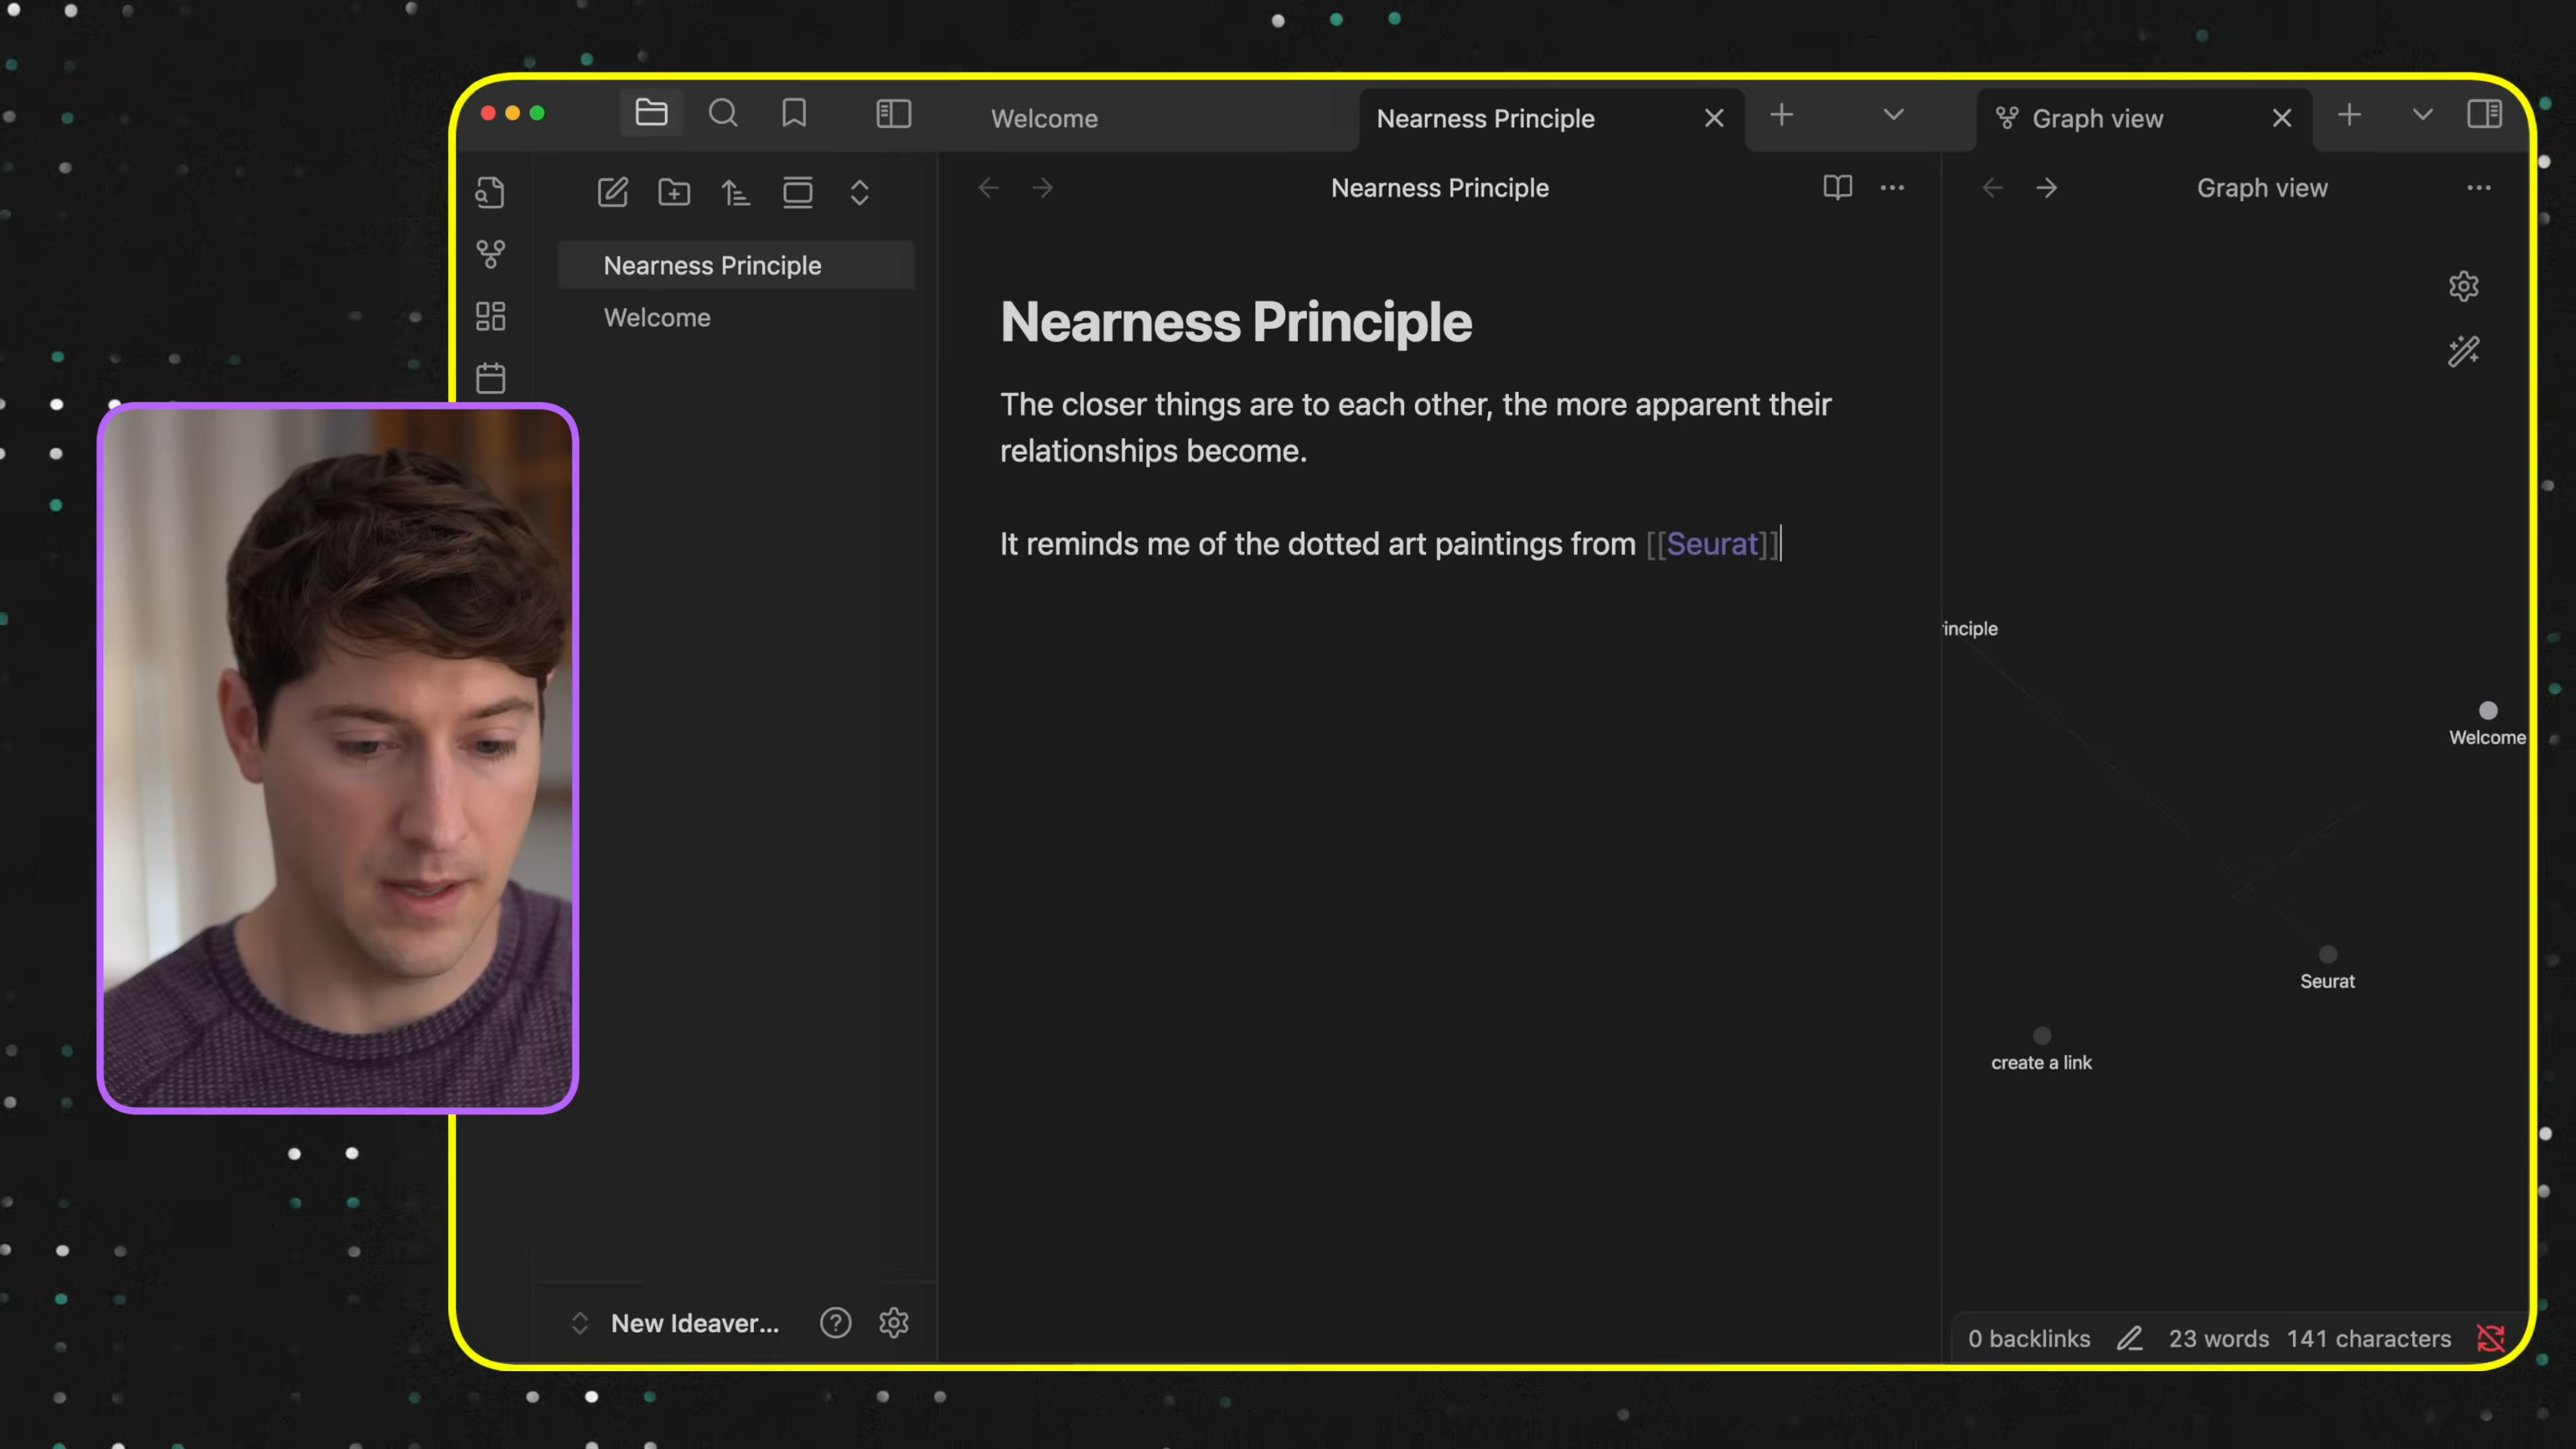 Welcome
Nearness Principle
Graph view
Nearness Principle
Graph view
Nearness Principle
Welcome
Nearness Principle
The closer things are to each other, the more apparent their
relationships become.
It reminds me of the dotted art paintings from [[Seurat]]
inciple
Welcome
Seurat
create a link
New Ideaver...
0 backlinks
23 words
141 characters